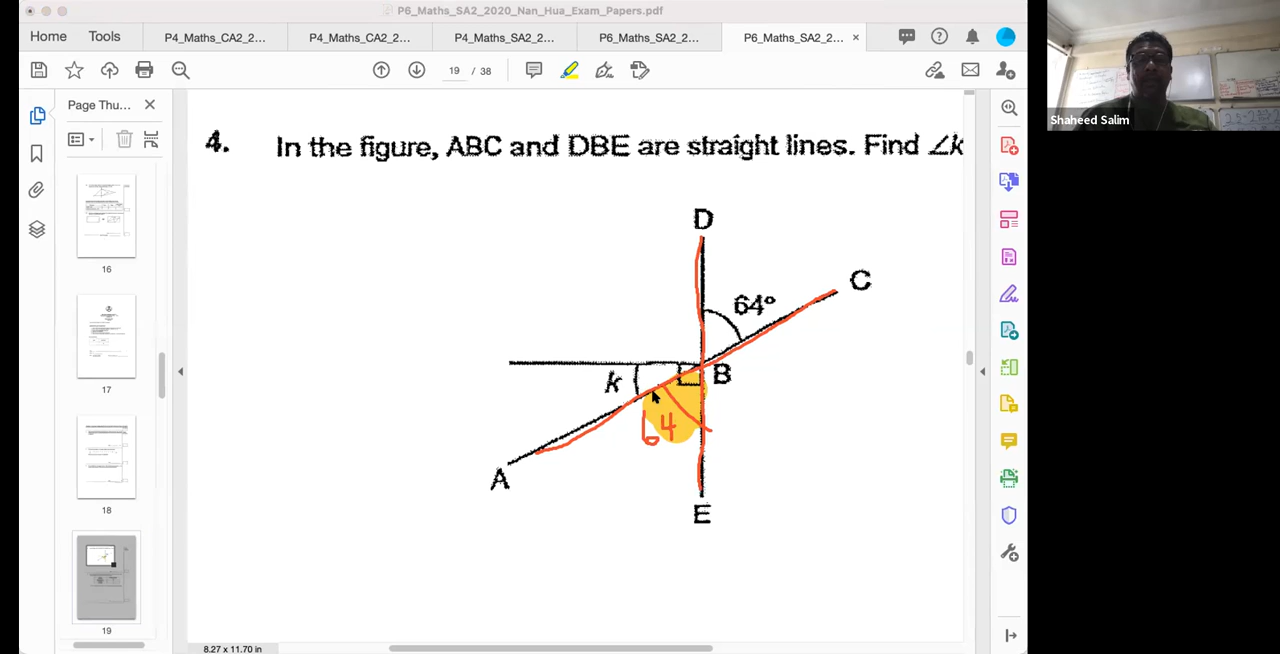 P6_Maths_SA2_2020_Nan_Hua_Exam_Papers.pdf
Home Tools P4_Maths_CA2_2... P4_Maths_CA2_2... P4_Maths_SA2_2... P6_Maths_SA2_2... P6_Maths_SA2_2... ×
19 / 38
Page Thu...
16
17
18
19
4. In the figure, ABC and DBE are straight lines. Find ∠k
D
C
64°
B
k
64
A
E
8.27 x 11.70 in
Shaheed Salim